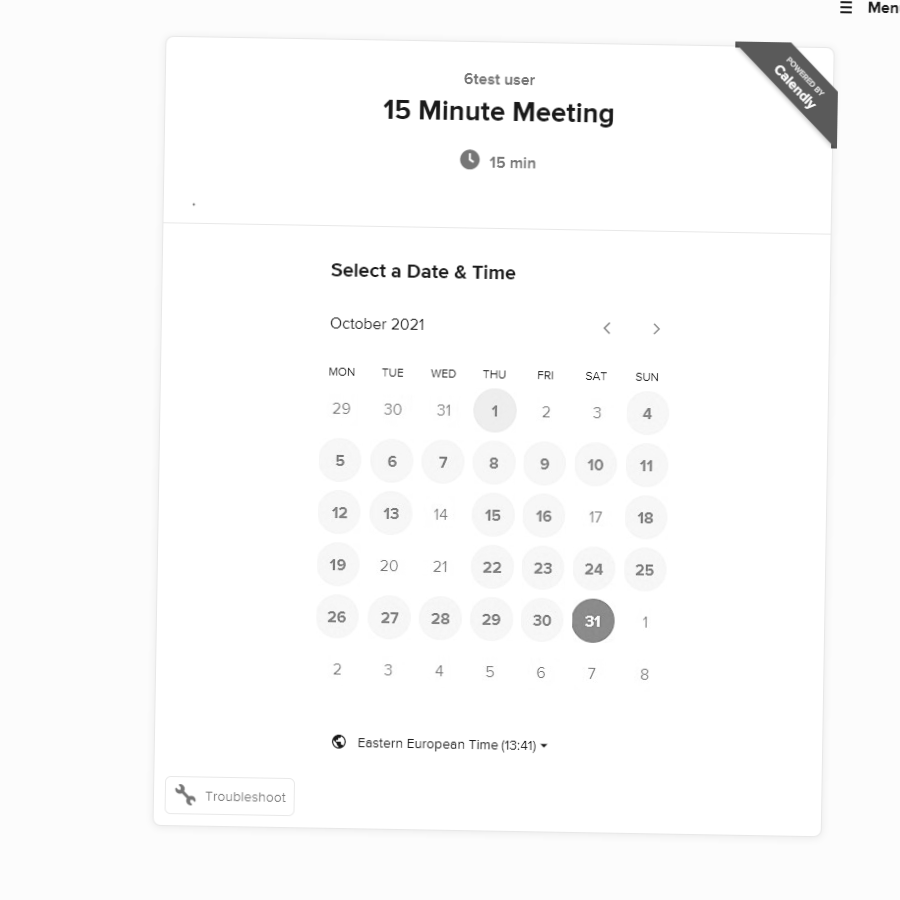 ☰ Menu
POWERED BY
Calendly
6test user
15 Minute Meeting
15 min
.
Select a Date & Time
October 2021 < >
MON TUE WED THU FRI SAT SUN
29 30 31 1 2 3 4
5 6 7 8 9 10 11
12 13 14 15 16 17 18
19 20 21 22 23 24 25
26 27 28 29 30 31 1
2 3 4 5 6 7 8
Eastern European Time (13:41)
Troubleshoot